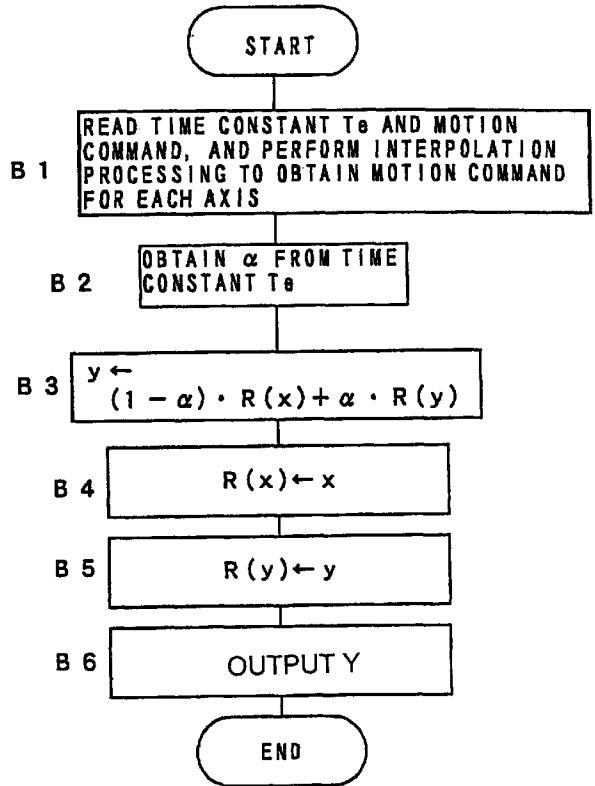 START
B 1
READ TIME CONSTANT Te AND MOTION
COMMAND, AND PERFORM INTERPOLATION
PROCESSING TO OBTAIN MOTION COMMAND
FOR EACH AXIS
B 2
OBTAIN α FROM TIME
CONSTANT Te
B 3
y ←
(1 - α) · R(x) + α · R(y)
B 4
R(x) ← x
B 5
R(y) ← y
B 6
OUTPUT Y
END